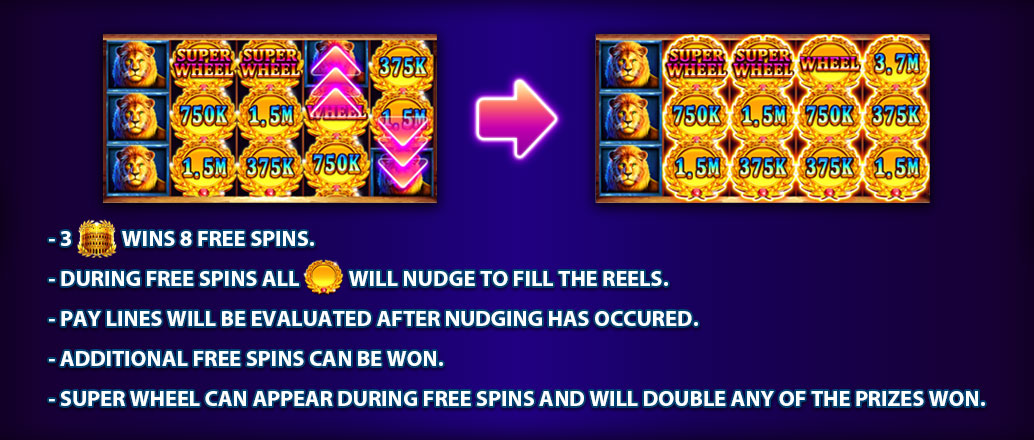 SUPER WHEEL SUPER WHEEL 375K
750K 1,5M WHEEL 1,5M
1,5M 375K 750K
SUPER WHEEL SUPER WHEEL WHEEL 3,7M
750K 1,5M 750K 375K
1,5M 375K 375K 1,5M
- 3 WINS 8 FREE SPINS.
- DURING FREE SPINS ALL WILL NUDGE TO FILL THE REELS.
- PAY LINES WILL BE EVALUATED AFTER NUDGING HAS OCCURED.
- ADDITIONAL FREE SPINS CAN BE WON.
- SUPER WHEEL CAN APPEAR DURING FREE SPINS AND WILL DOUBLE ANY OF THE PRIZES WON.